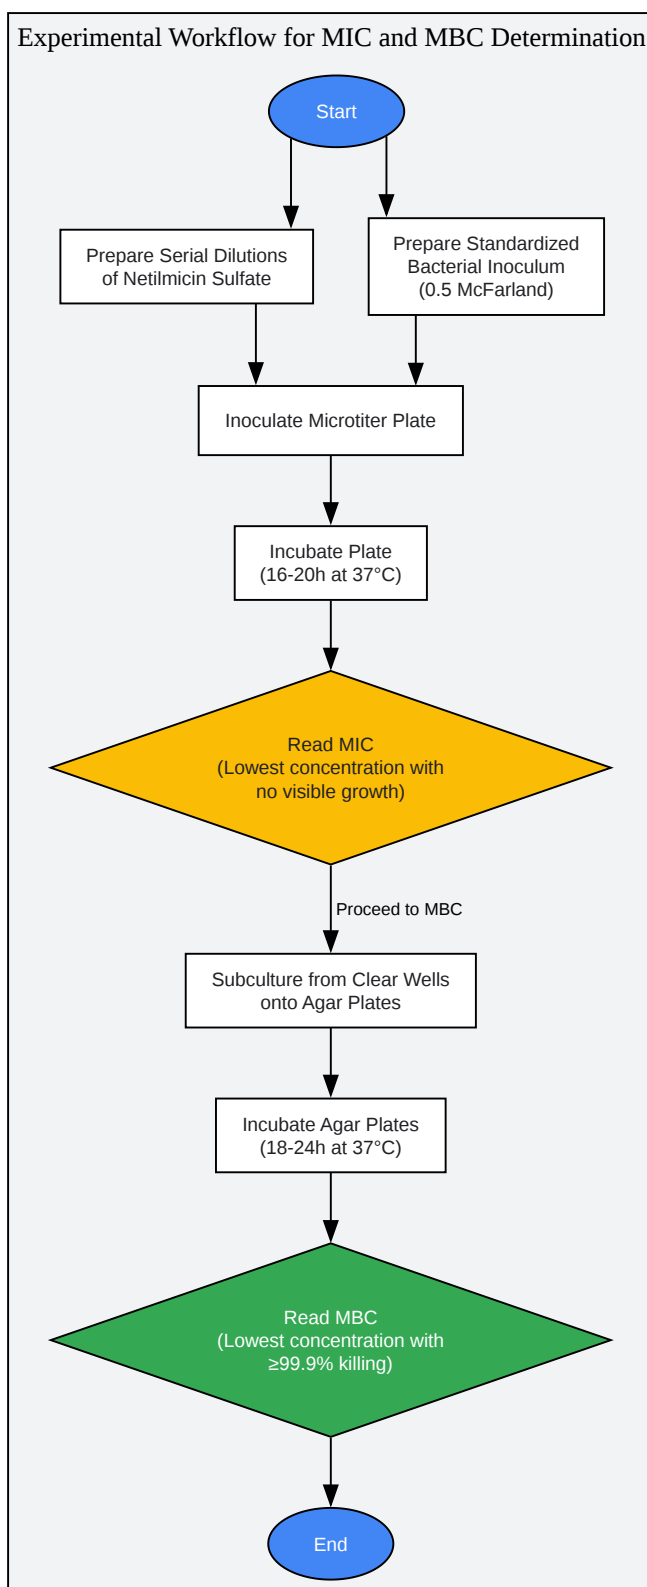 Experimental Workflow for MIC and MBC Determination
Start
Prepare Serial Dilutions
of Netilmicin Sulfate
Prepare Standardized
Bacterial Inoculum
(0.5 McFarland)
Inoculate Microtiter Plate
Incubate Plate
(16-20h at 37°C)
Read MIC
(Lowest concentration with
no visible growth)
Proceed to MBC
Subculture from Clear Wells
onto Agar Plates
Incubate Agar Plates
(18-24h at 37°C)
Read MBC
(Lowest concentration with
≥99.9% killing)
End